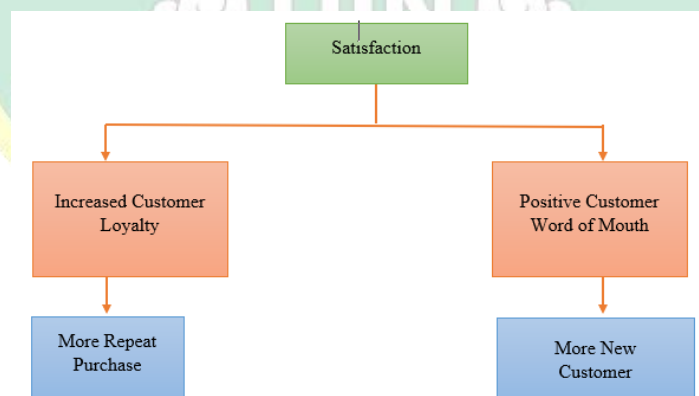 Satisfaction
Increased Customer
Loyalty
Positive Customer
Word of Mouth
More Repeat
Purchase
More New
Customer